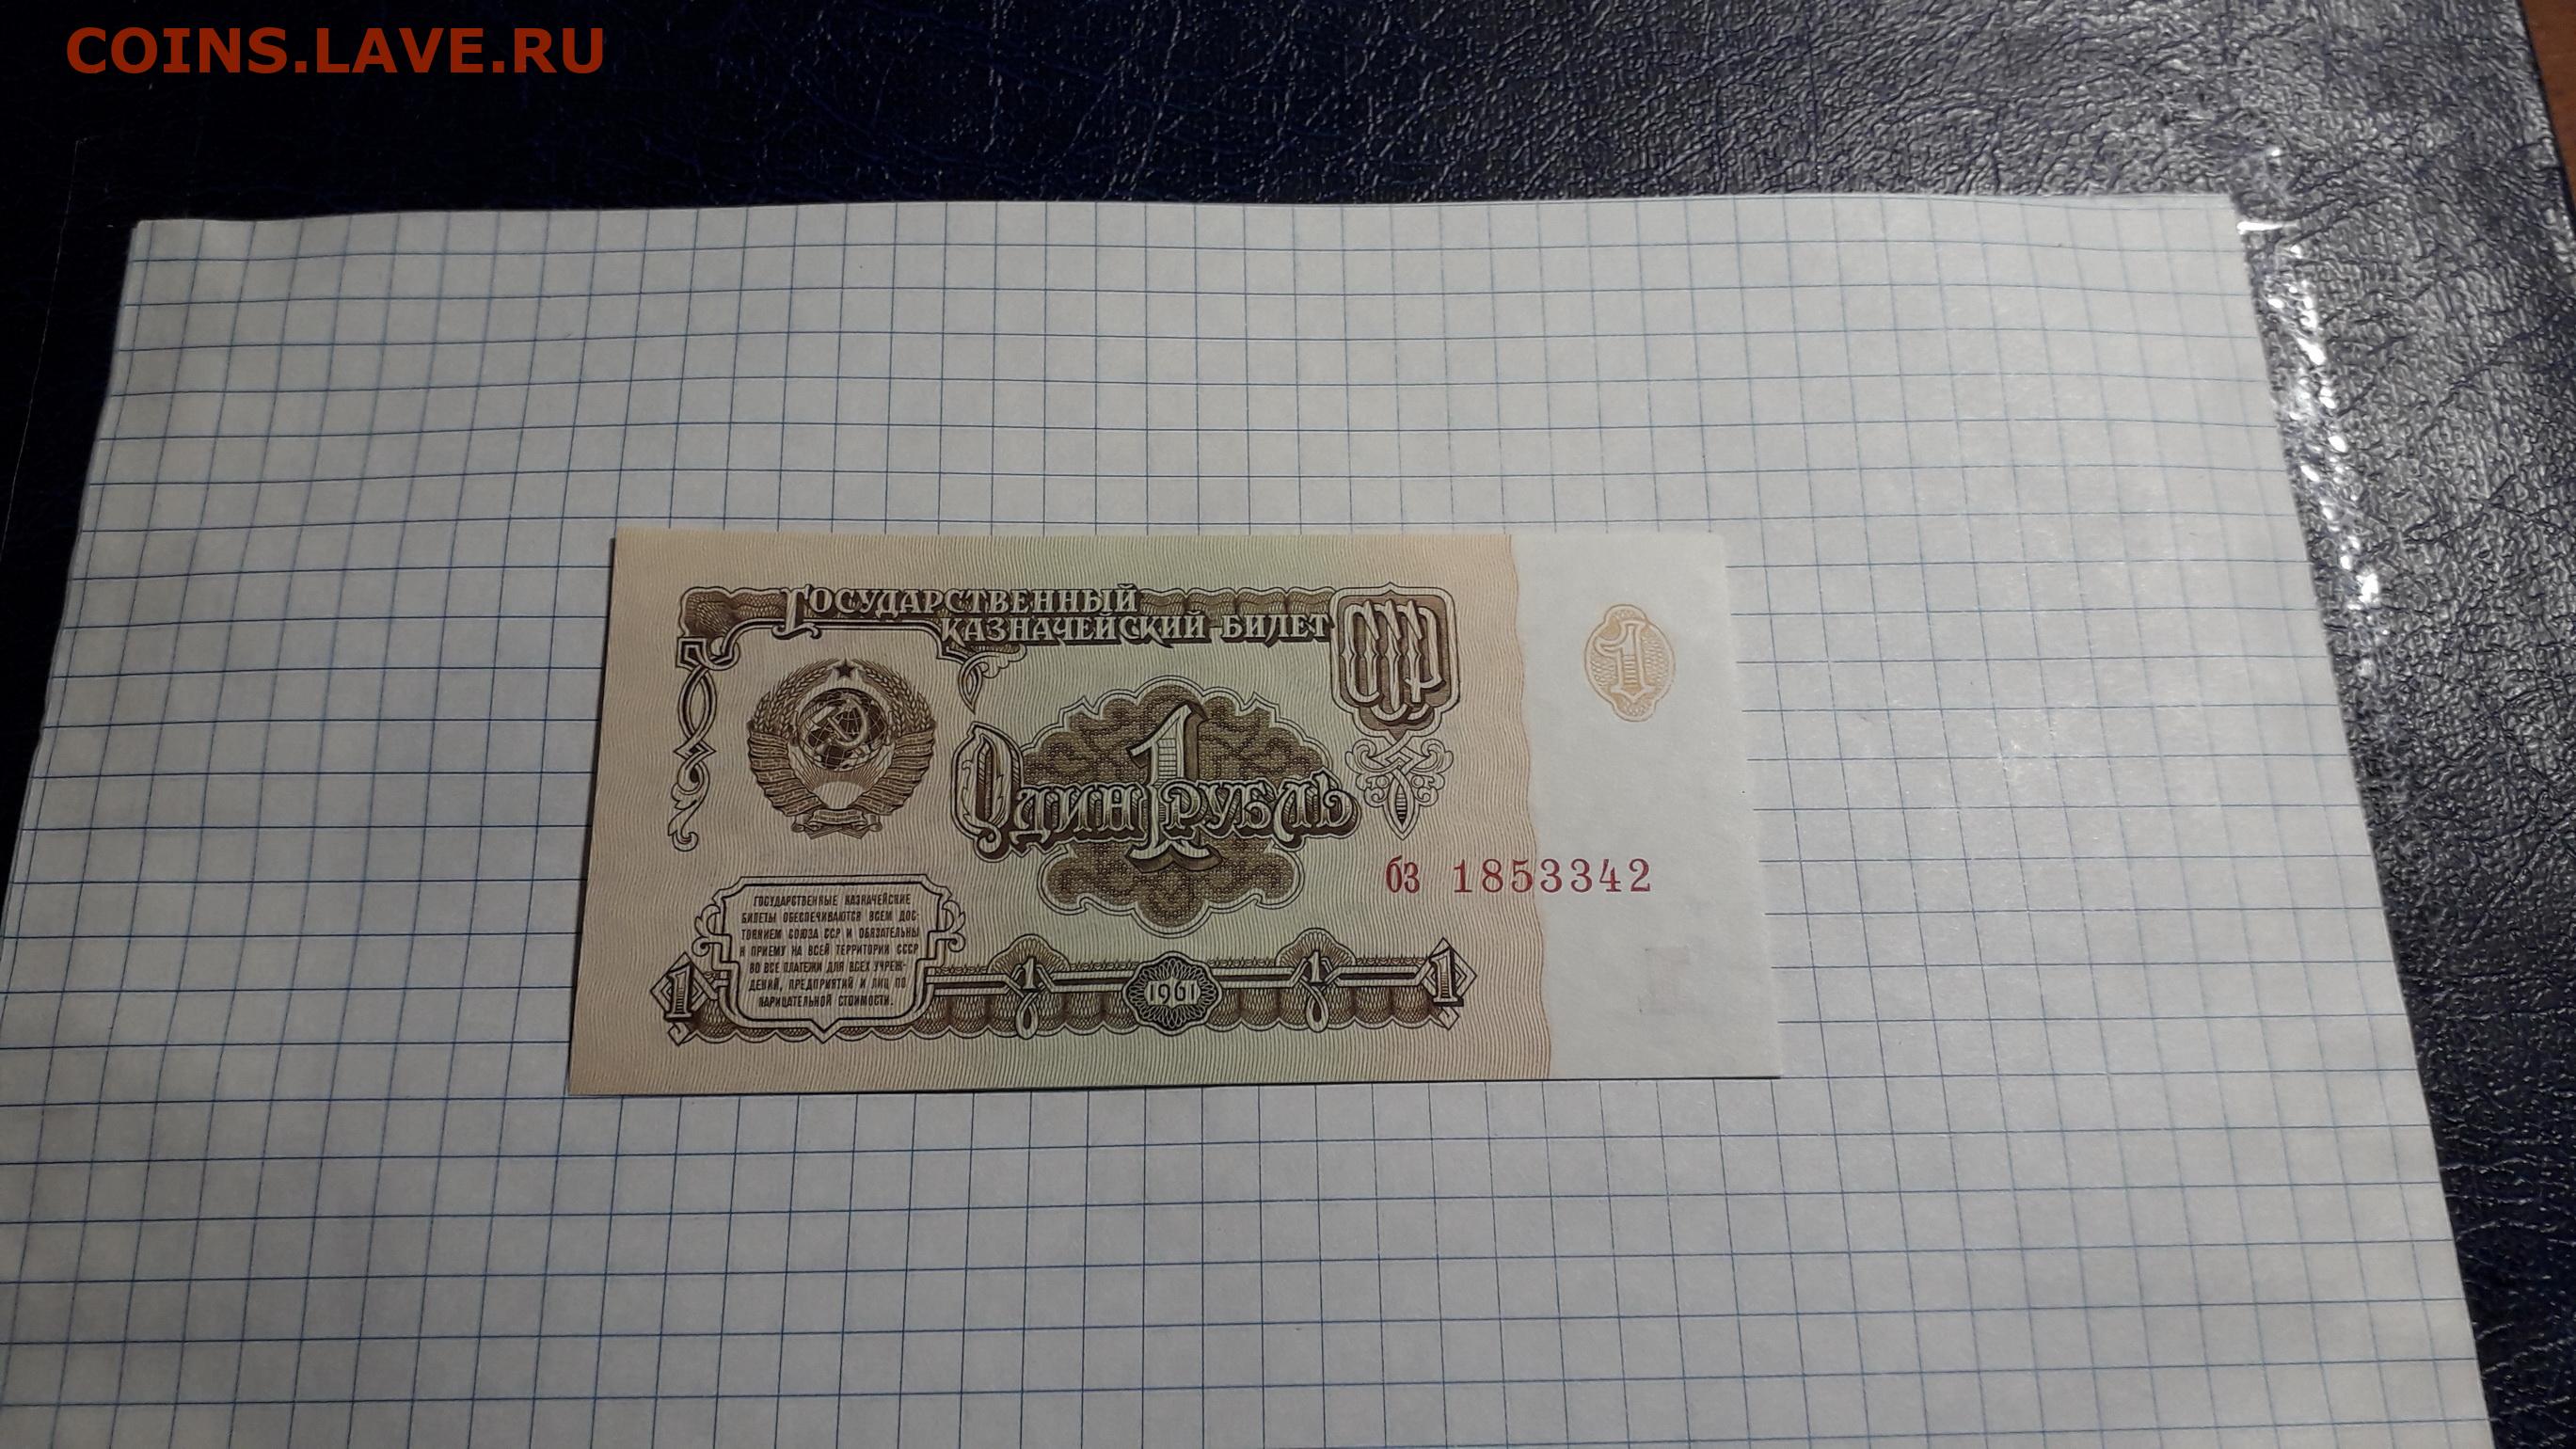 COINS.LAVE.RU
ГОСУДАРСТВЕННЫЙ
КАЗНАЧЕЙСКИЙ БИЛЕТ
СССР
1
1
ОДИН РУБЛЬ
бз 1853342
ГОСУДАРСТВЕННЫЕ КАЗНАЧЕЙСКИЕ
БИЛЕТЫ ОБЕСПЕЧИВАЮТСЯ ВСЕМ ДОС-
ТОЯНИЕМ СОЮЗА ССР И ОБЯЗАТЕЛЬНЫ
К ПРИЕМУ НА ВСЕЙ ТЕРРИТОРИИ СССР
ВО ВСЕ ПЛАТЕЖИ ДЛЯ ВСЕХ УЧРЕЖ-
ДЕНИЙ, ПРЕДПРИЯТИЙ И ЛИЦ ПО
НАРИЦАТЕЛЬНОЙ СТОИМОСТИ.
1 1 1961 1 1